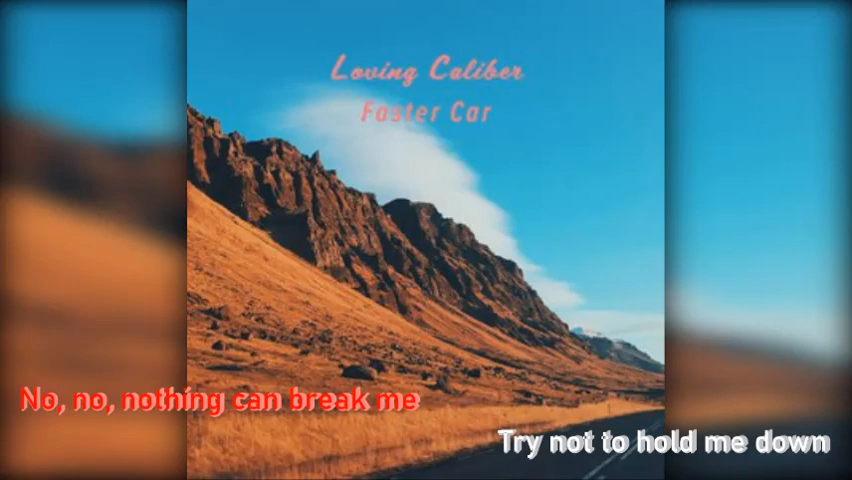 Loving Caliber
Faster Car
No, no, nothing can break me
Try not to hold me down